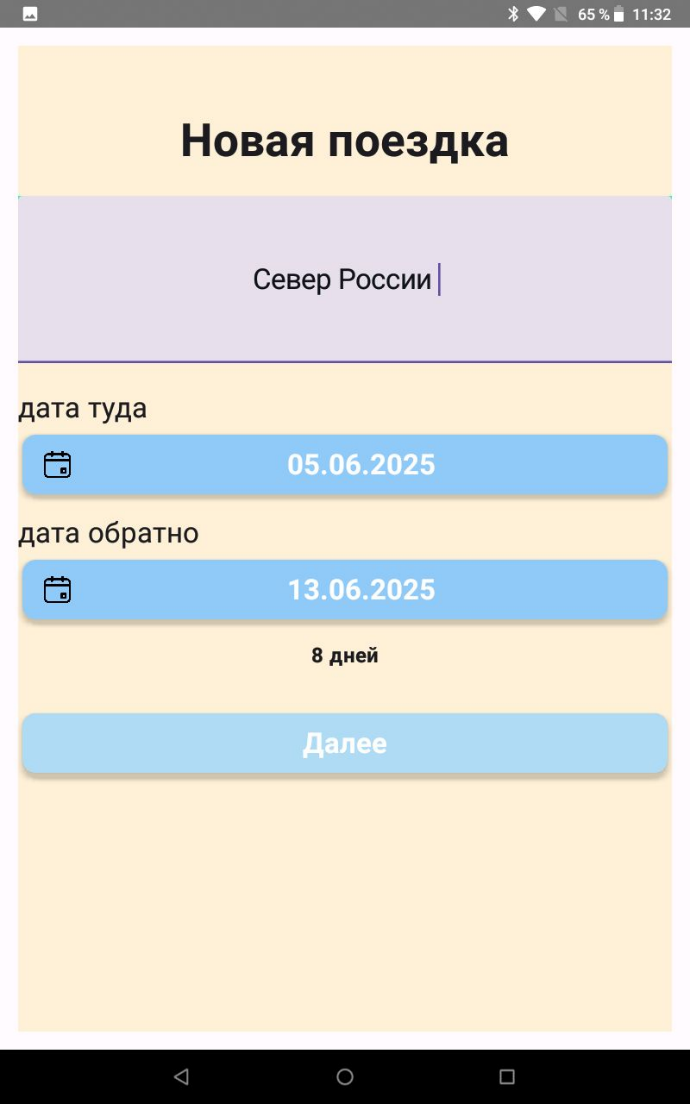 65 % 11:32
Новая поездка
Север России
дата туда
05.06.2025
дата обратно
13.06.2025
8 дней
Далее